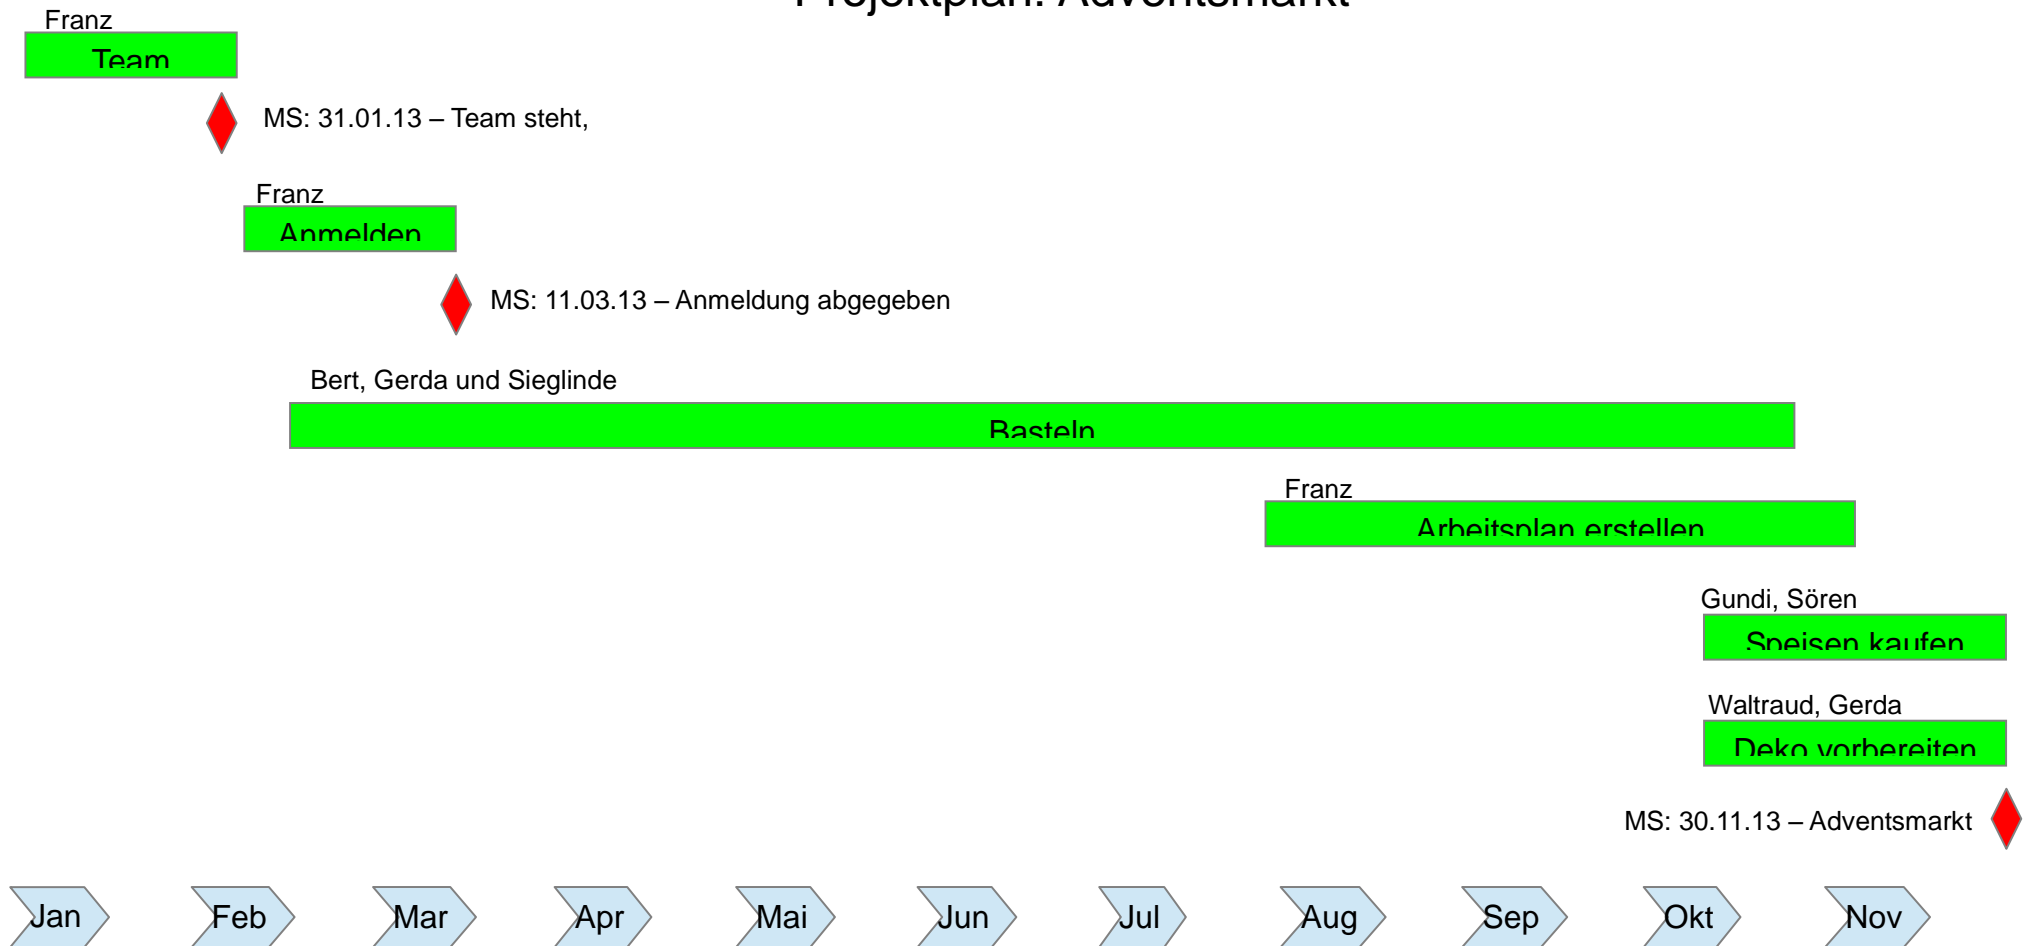 Projektplan: Adventsmarkt
Franz
Team
MS: 31.01.13 – Team steht,
Franz
Anmelden
MS: 11.03.13 – Anmeldung abgegeben
Bert, Gerda und Sieglinde
Basteln
Franz
Arbeitsplan erstellen
Gundi, Sören
Speisen kaufen
Waltraud, Gerda
Deko vorbereiten
MS: 30.11.13 – Adventsmarkt
Jan Feb Mar Apr Mai Jun Jul Aug Sep Okt Nov